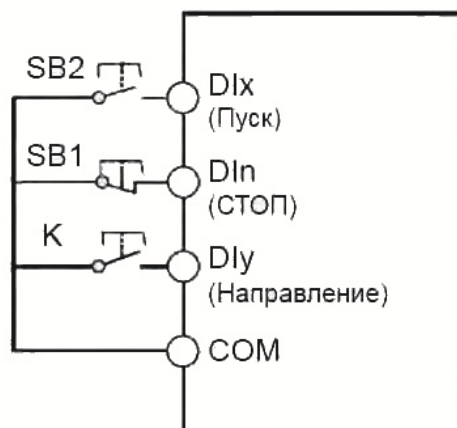 SB2
DIx
(Пуск)
SB1
DIn
(СТОП)
K
DIy
(Направление)
COM